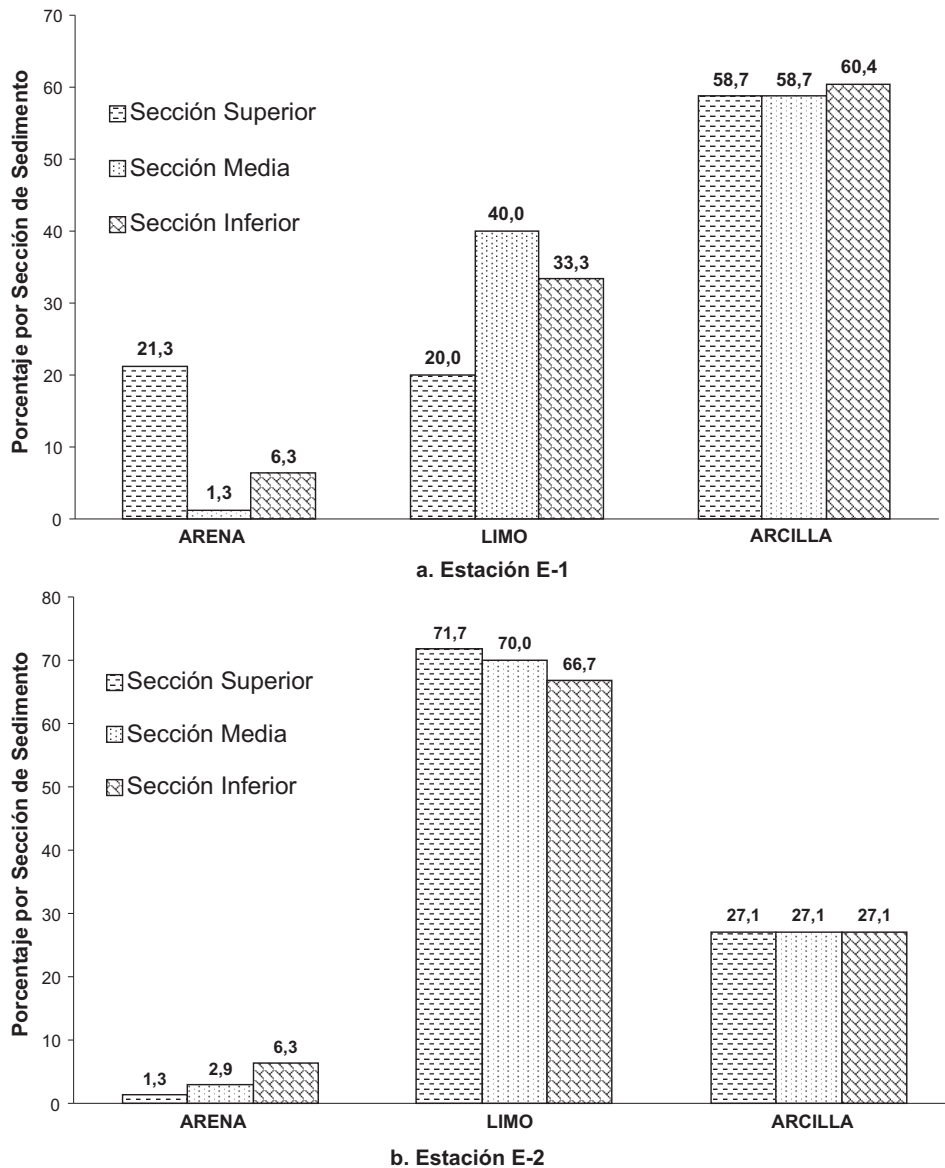 Porcentaje por Sección de Sedimento
70
60
50
40
30
20
10
0
Sección Superior
Sección Media
Sección Inferior
21,3
1,3
6,3
20,0
40,0
33,3
58,7
58,7
60,4
ARENA
LIMO
ARCILLA
a. Estación E-1
Porcentaje por Sección de Sedimento
80
70
60
50
40
30
20
10
0
Sección Superior
Sección Media
Sección Inferior
1,3
2,9
6,3
71,7
70,0
66,7
27,1
27,1
27,1
ARENA
LIMO
ARCILLA
b. Estación E-2